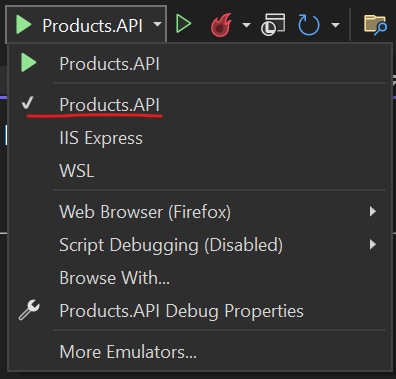 Products.API
Products.API
Products.API
IIS Express
WSL
Web Browser (Firefox)
Script Debugging (Disabled)
Browse With...
Products.API Debug Properties
More Emulators...